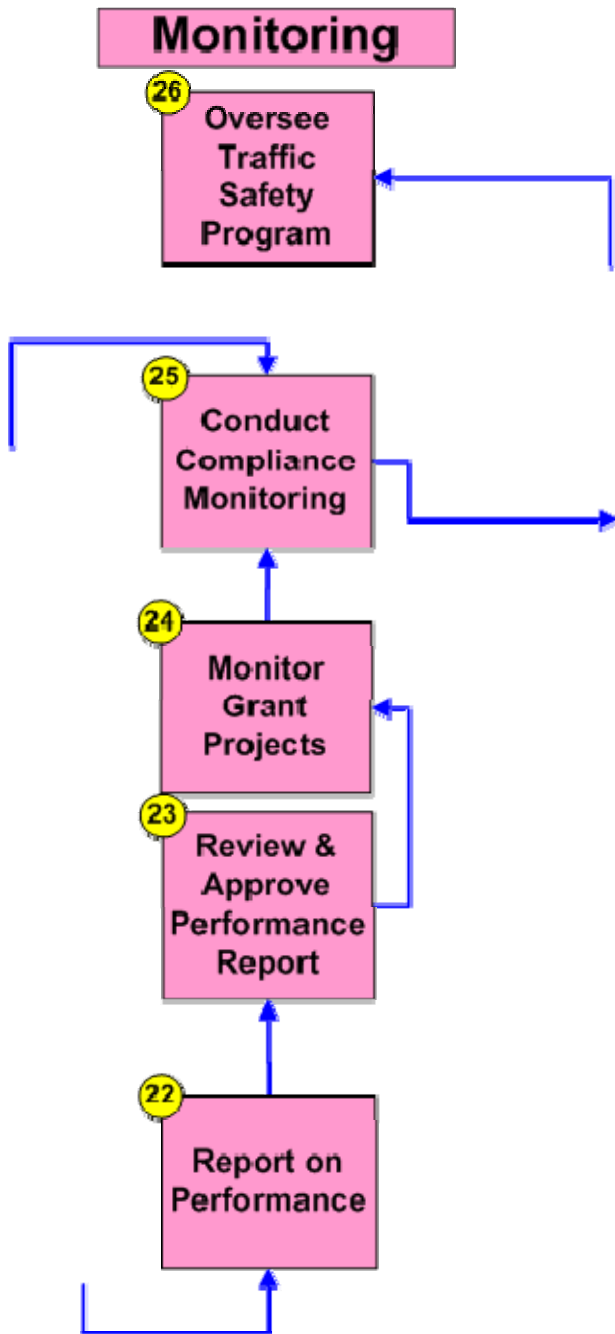 Monitoring
26
Oversee
Traffic
Safety
Program
25
Conduct
Compliance
Monitoring
24
Monitor
Grant
Projects
23
Review &
Approve
Performance
Report
22
Report on
Performance